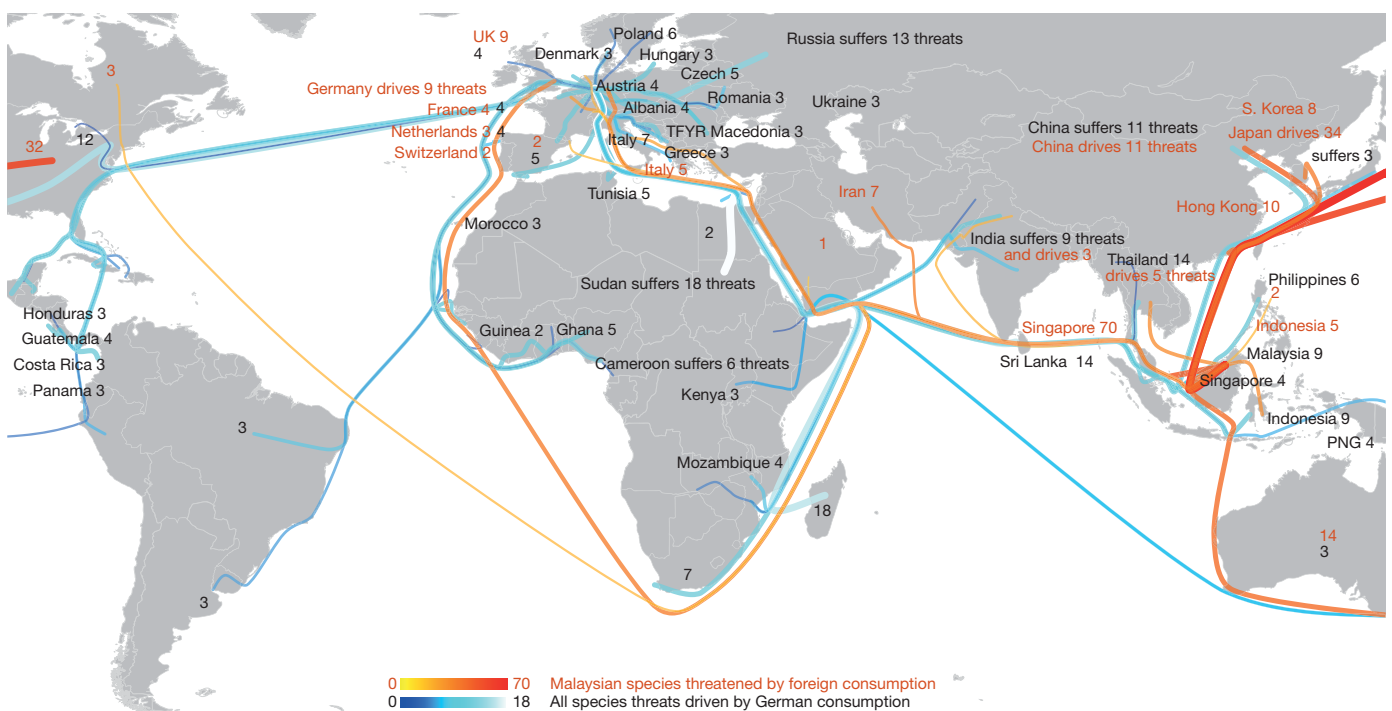 UK 9
4
Poland 6
Denmark 3
Hungary 3
Russia suffers 13 threats
3
Czech 5
Germany drives 9 threats
Austria 4
Romania 3
Ukraine 3
France 4 4
Albania 4
S. Korea 8
Netherlands 3 4
TFYR Macedonia 3
China suffers 11 threats
Japan drives 34
32
12
Switzerland 2
2
5
Italy 7
Greece 3
China drives 11 threats
suffers 3
Italy 5
Tunisia 5
Iran 7
Hong Kong 10
Morocco 3
2
1
India suffers 9 threats
and drives 3
Thailand 14
drives 5 threats
Philippines 6
2
Sudan suffers 18 threats
Honduras 3
Guatemala 4
Guinea 2
Ghana 5
Singapore 70
Indonesia 5
Costa Rica 3
Cameroon suffers 6 threats
Sri Lanka 14
Malaysia 9
Panama 3
Kenya 3
Singapore 4
3
Indonesia 9
PNG 4
Mozambique 4
18
14
3
7
3
0 70 Malaysian species threatened by foreign consumption
0 18 All species threats driven by German consumption